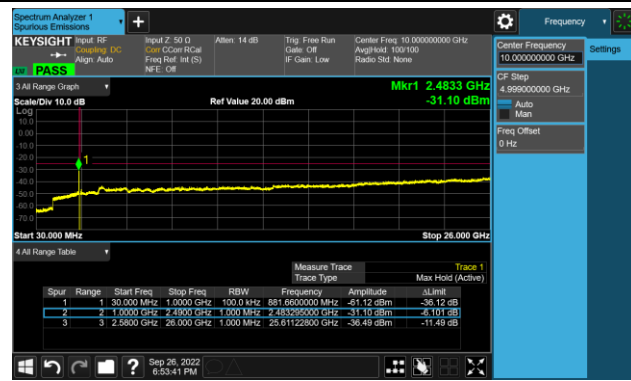 Spectrum Analyzer 1
Spurious Emissions
Frequency
KEYSIGHT Input: RF
Coupling: DC
Align: Auto
Input Z: 50 Ω
Corr CCorr RCal
Freq Ref: Int (S)
NFE: Off
Atten: 14 dB
Trig: Free Run
Gate: Off
IF Gain: Low
Center Freq: 10.000000000 GHz
Avg|Hold: 100/100
Radio Std: None
PASS
Center Frequency
10.000000000 GHz
Settings
CF Step
4.999000000 GHz
Auto
Man
Freq Offset
0 Hz
3 All Range Graph
Mkr1 2.4833 GHz
-31.10 dBm
Scale/Div 10.0 dB
Ref Value 20.00 dBm
Log
10.0
0.00
-10.0
-20.0
-30.0
-40.0
-50.0
-60.0
-70.0
1
Start 30.000 MHz
Stop 26.000 GHz
4 All Range Table
Measure Trace Trace 1
Trace Type Max Hold (Active)
Spur Range Start Freq Stop Freq RBW Frequency Amplitude ΔLimit
1 1 30.000 MHz 1.0000 GHz 100.0 kHz 881.6600000 MHz -61.12 dBm -36.12 dB
2 2 1.0000 GHz 2.4900 GHz 1.000 MHz 2.483295000 GHz -31.10 dBm -6.101 dB
3 3 2.5800 GHz 26.000 GHz 1.000 MHz 25.61122800 GHz -36.49 dBm -11.49 dB
Sep 26, 2022
6:53:41 PM